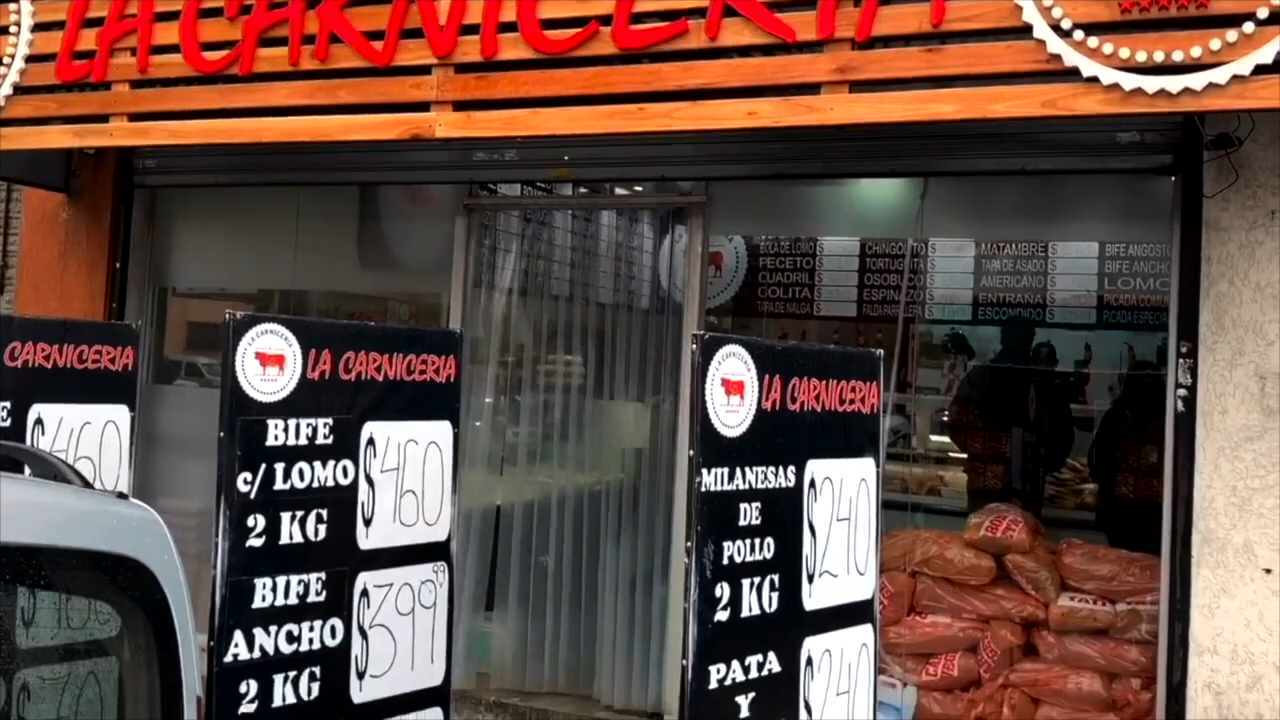 LA CARNICERIA
BOLA DE LOMO $ CHINGOLITO $ MATAMBRE $ BIFE ANGOSTO
PECETO $ TORTUGUITA $ TAPA DE ASADO $ BIFE ANCHO
CUADRIL $ OSOBUCO $ AMERICANO $ LOMO
COLITA $ ESPINAZO $ ENTRAÑA $ PICADA COMUN
TAPA DE NALGA $ FALDA PARRILLERA $ ESCONDIDO $ PICADA ESPECIA
CARNICERIA
E
$460
LA CARNICERIA
LA CARNICERIA
BIFE
c/ LOMO
2 KG
$460
BIFE
ANCHO
2 KG
$399⁹⁹
LA CARNICERIA
LA CARNICERIA
MILANESAS
DE
POLLO
2 KG
$240
PATA
Y
$240